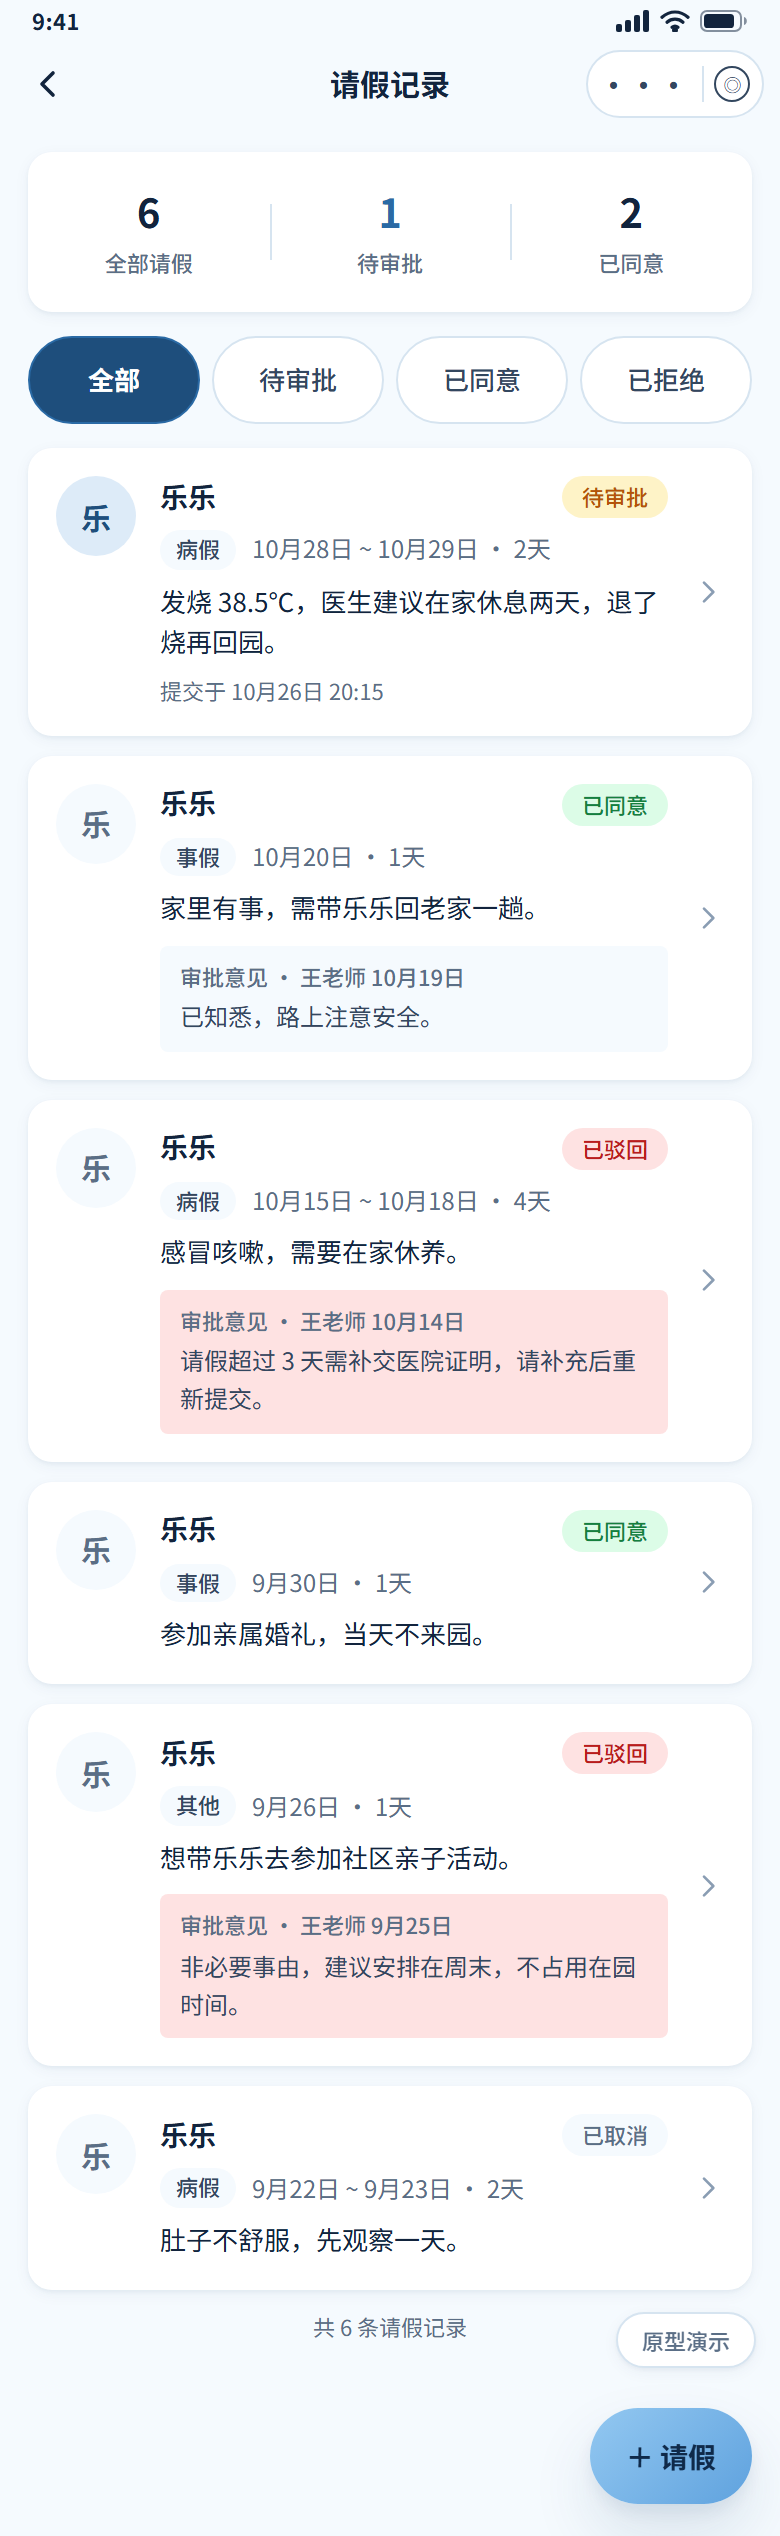 9:41
请假记录
6
全部请假
1
待审批
2
已同意
全部
待审批
已同意
已拒绝
乐
乐乐
待审批
病假
10月28日 ~ 10月29日 · 2天
发烧 38.5°C，医生建议在家休息两天，退了
烧再回园。
提交于 10月26日 20:15
乐
乐乐
已同意
事假
10月20日 · 1天
家里有事，需带乐乐回老家一趟。
审批意见 · 王老师 10月19日
已知悉，路上注意安全。
乐
乐乐
已驳回
病假
10月15日 ~ 10月18日 · 4天
感冒咳嗽，需要在家休养。
审批意见 · 王老师 10月14日
请假超过 3 天需补交医院证明，请补充后重
新提交。
乐
乐乐
已同意
事假
9月30日 · 1天
参加亲属婚礼，当天不来园。
乐
乐乐
已驳回
其他
9月26日 · 1天
想带乐乐去参加社区亲子活动。
审批意见 · 王老师 9月25日
非必要事由，建议安排在周末，不占用在园
时间。
乐
乐乐
已取消
病假
9月22日 ~ 9月23日 · 2天
肚子不舒服，先观察一天。
共 6 条请假记录
原型演示
＋ 请假